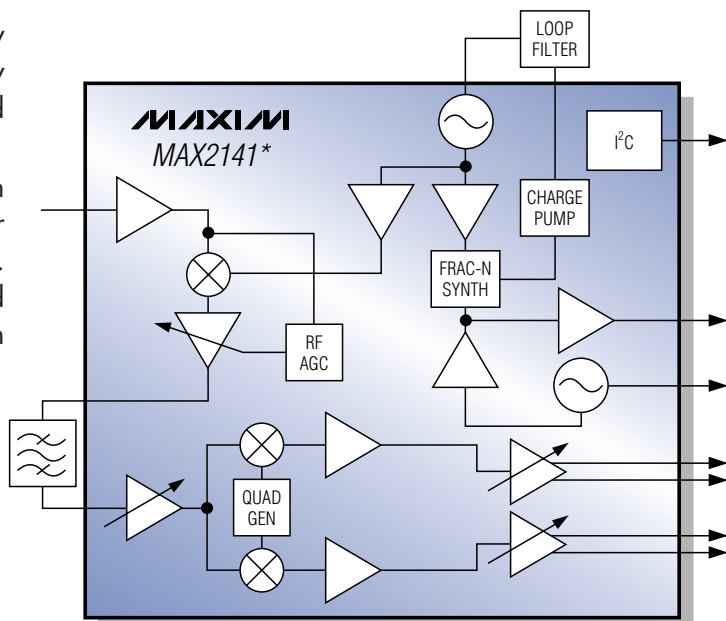 LOOP
FILTER
MAXIM
MAX2141*
I²C
CHARGE
PUMP
FRAC-N
SYNTH
RF
AGC
QUAD
GEN